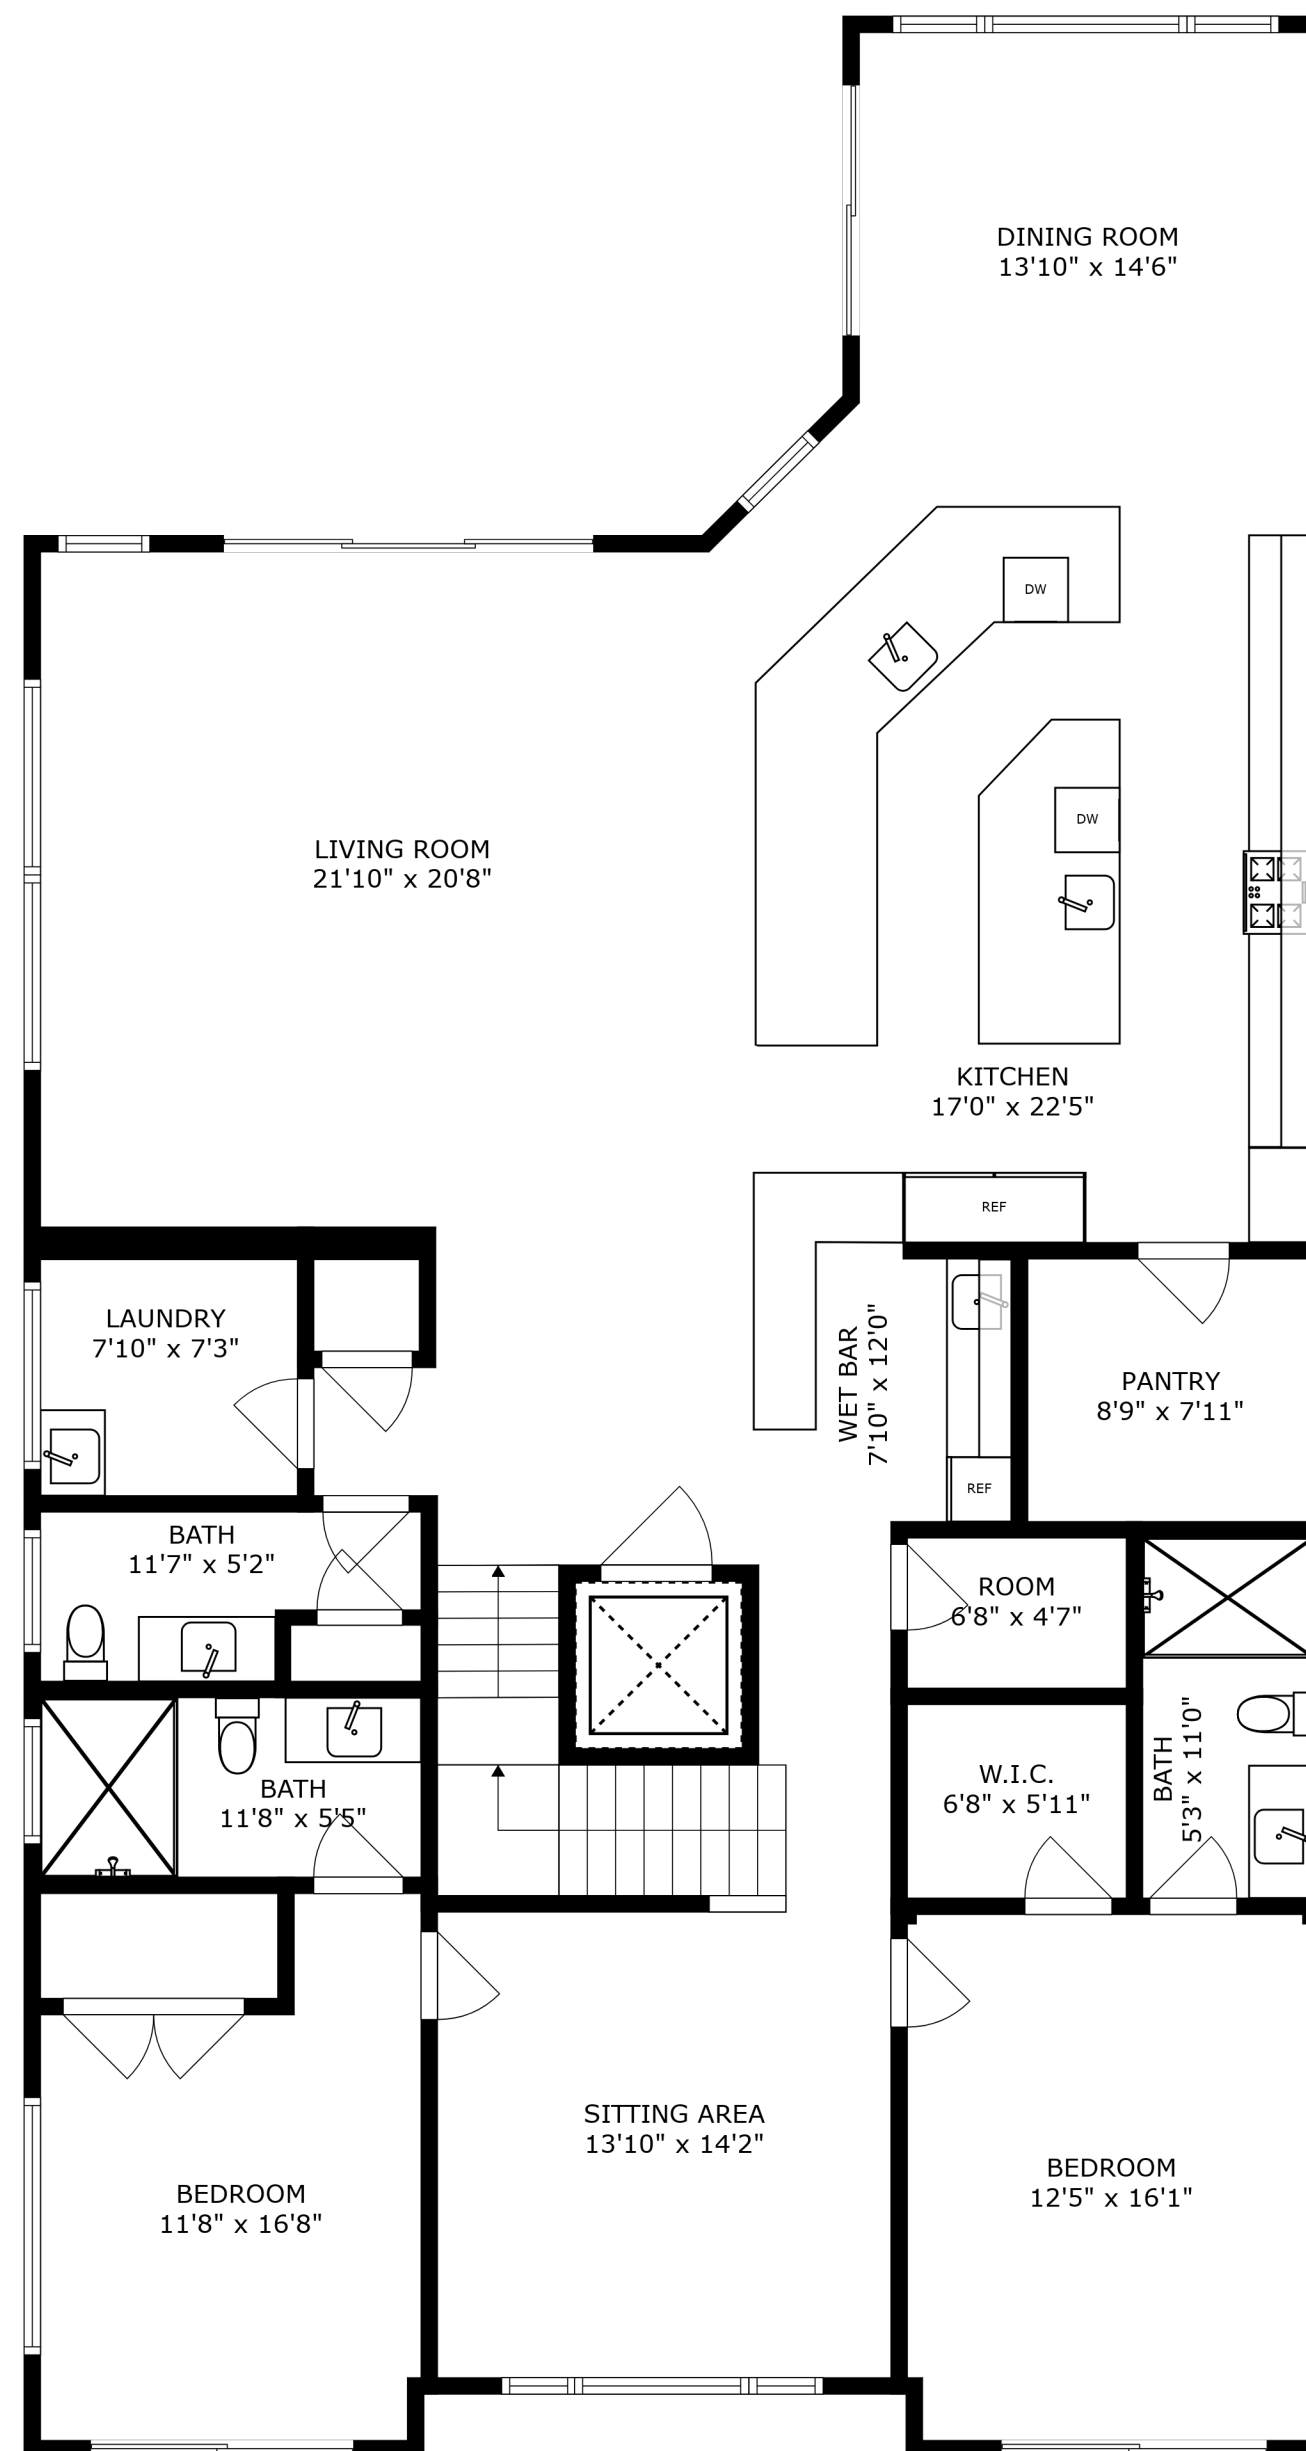 DINING ROOM
13'10" x 14'6"
DW
LIVING ROOM
21'10" x 20'8"
DW
KITCHEN
17'0" x 22'5"
REF
LAUNDRY
7'10" x 7'3"
WET BAR
7'10" x 12'0"
PANTRY
8'9" x 7'11"
REF
BATH
11'7" x 5'2"
ROOM
6'8" x 4'7"
BATH
11'8" x 5'5"
W.I.C.
6'8" x 5'11"
BATH
5'3" x 11'0"
SITTING AREA
13'10" x 14'2"
BEDROOM
11'8" x 16'8"
BEDROOM
12'5" x 16'1"